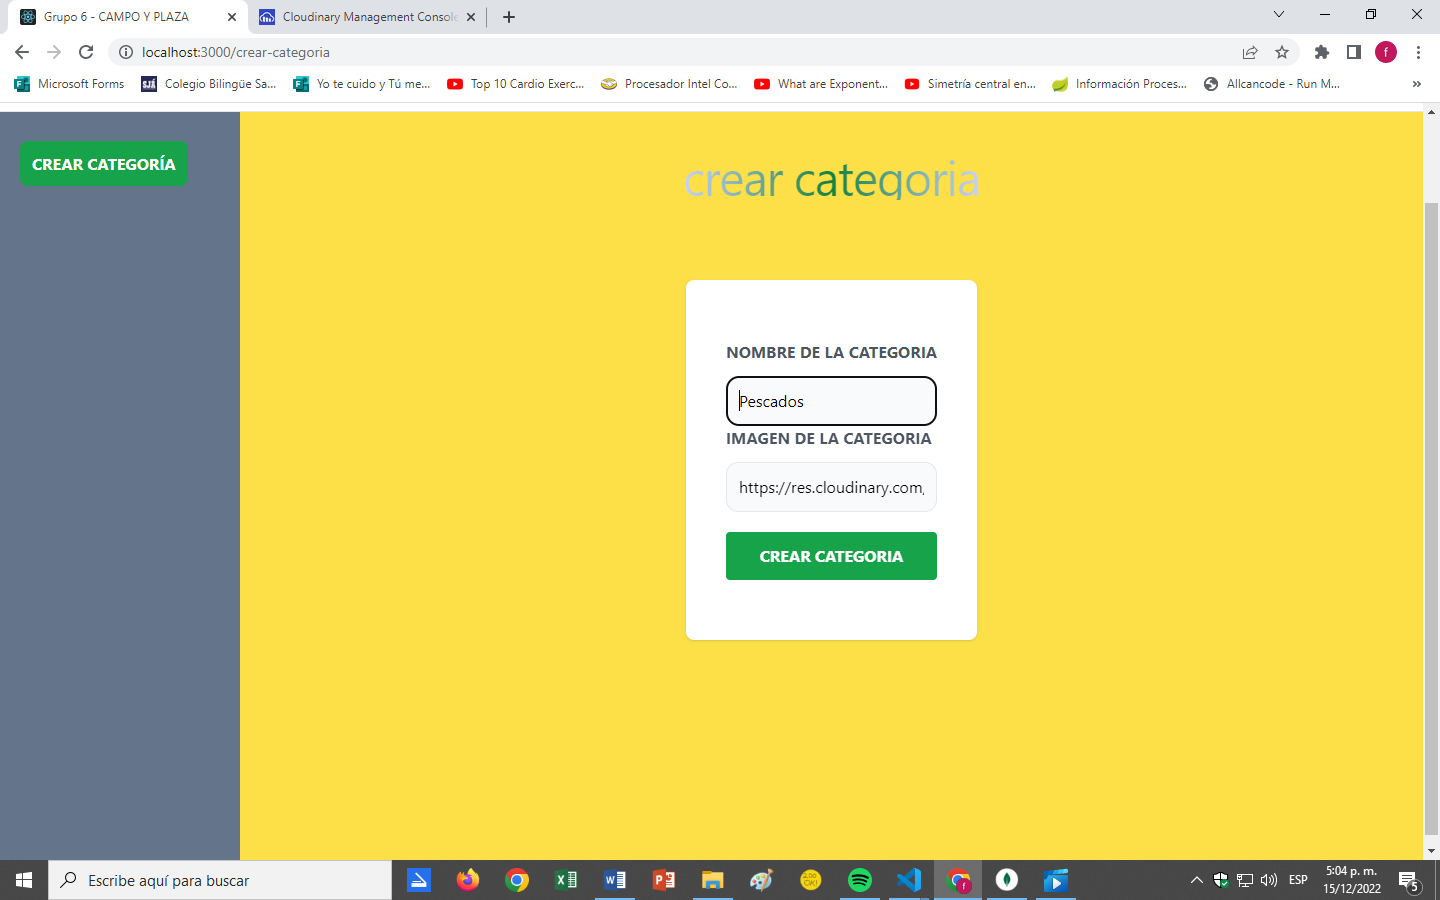 Grupo 6 - CAMPO Y PLAZA
Cloudinary Management Console
localhost:3000/crear-categoria
f
Microsoft Forms
Colegio Bilingüe Sa...
Yo te cuido y Tú me...
Top 10 Cardio Exerc...
Procesador Intel Co...
What are Exponent...
Simetría central en...
Información Proces...
Allcancode - Run M...
»
CREAR CATEGORÍA
crear categoria
NOMBRE DE LA CATEGORIA
Pescados
IMAGEN DE LA CATEGORIA
https://res.cloudinary.com/
CREAR CATEGORIA
Escribe aquí para buscar
ESP
5:04 p. m.
15/12/2022
5